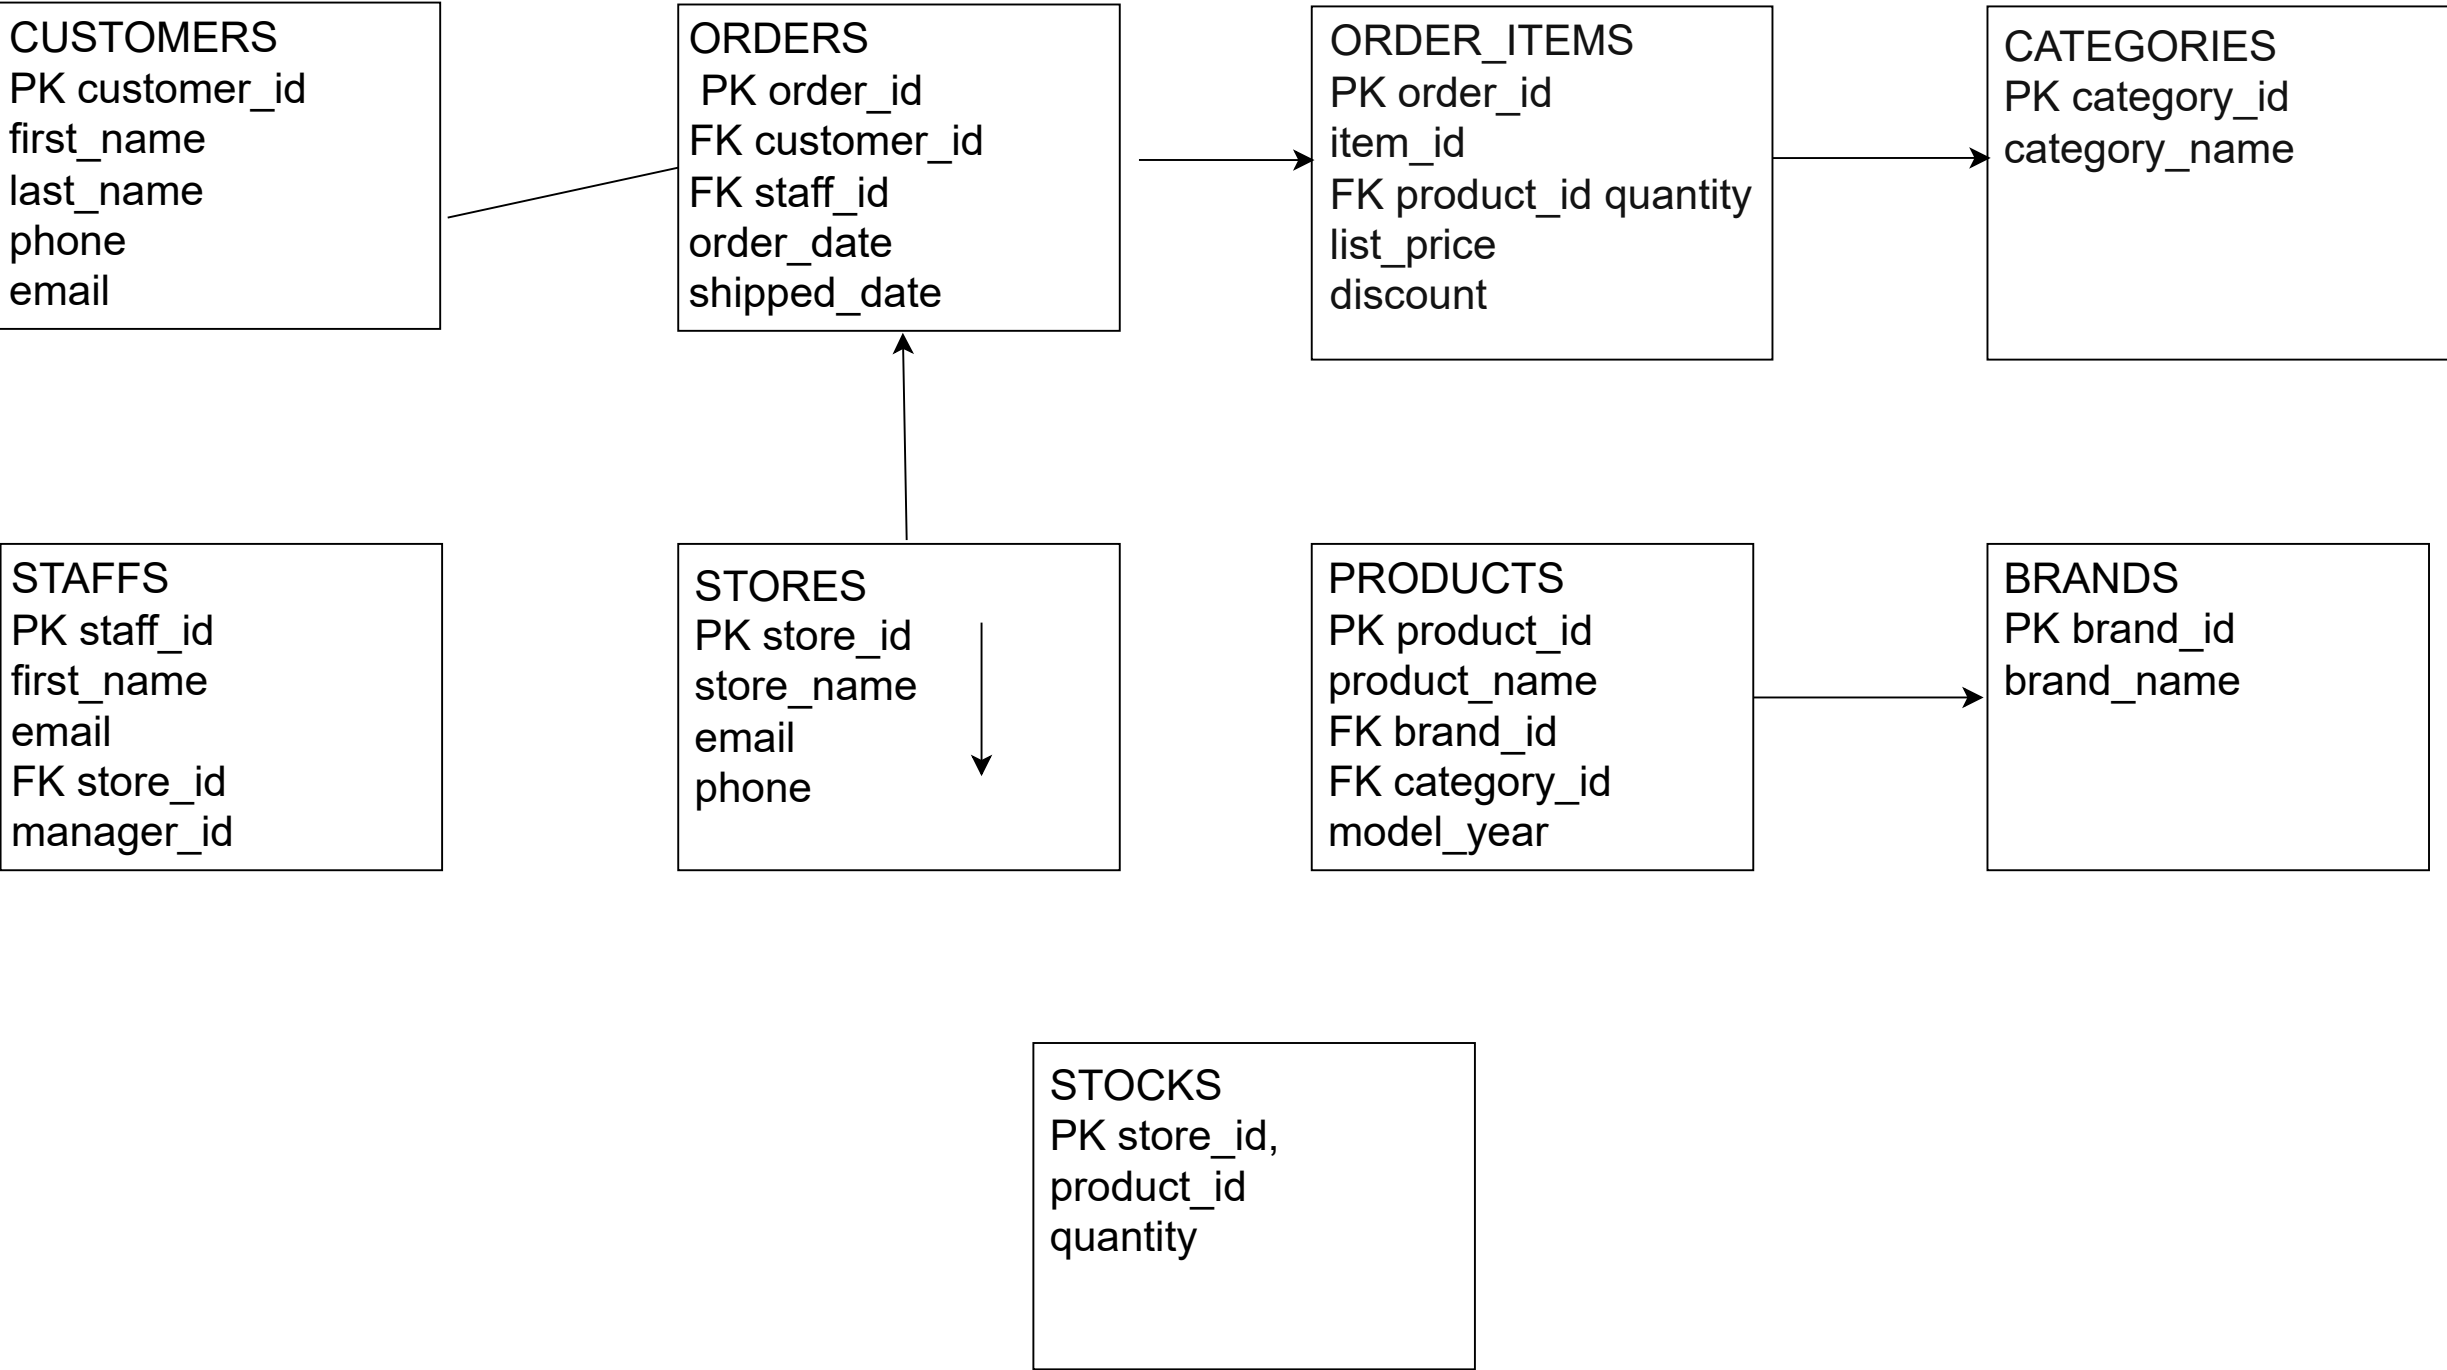 CUSTOMERS
PK customer_id
first_name
last_name
phone
email
ORDERS
PK order_id
FK customer_id
FK staff_id
order_date
shipped_date
ORDER_ITEMS
PK order_id
item_id
FK product_id quantity
list_price
discount
CATEGORIES
PK category_id
category_name
STAFFS
PK staff_id
first_name
email
FK store_id
manager_id
STORES
PK store_id
store_name
email
phone
PRODUCTS
PK product_id
product_name
FK brand_id
FK category_id
model_year
BRANDS
PK brand_id
brand_name
STOCKS
PK store_id,
product_id
quantity